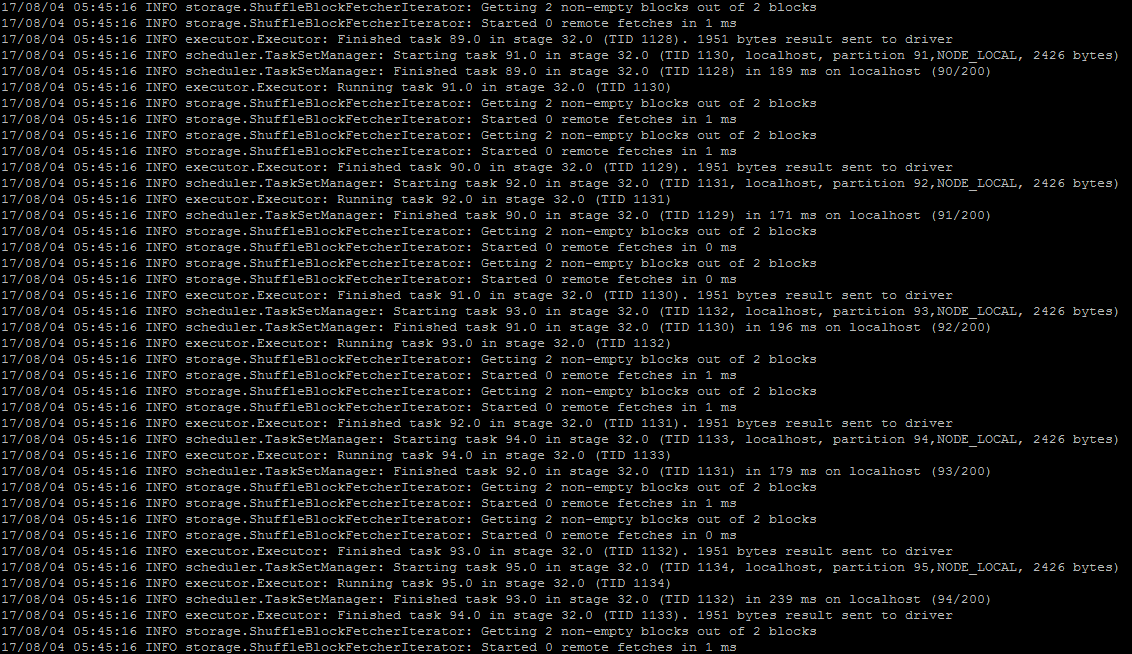 17/08/04 05:45:16 INFO storage.ShuffleBlockFetcherIterator: Getting 2 non-empty blocks out of 2 blocks
17/08/04 05:45:16 INFO storage.ShuffleBlockFetcherIterator: Started 0 remote fetches in 1 ms
17/08/04 05:45:16 INFO executor.Executor: Finished task 89.0 in stage 32.0 (TID 1128). 1951 bytes result sent to driver
17/08/04 05:45:16 INFO scheduler.TaskSetManager: Starting task 91.0 in stage 32.0 (TID 1130, localhost, partition 91,NODE_LOCAL, 2426 bytes)
17/08/04 05:45:16 INFO scheduler.TaskSetManager: Finished task 89.0 in stage 32.0 (TID 1128) in 189 ms on localhost (90/200)
17/08/04 05:45:16 INFO executor.Executor: Running task 91.0 in stage 32.0 (TID 1130)
17/08/04 05:45:16 INFO storage.ShuffleBlockFetcherIterator: Getting 2 non-empty blocks out of 2 blocks
17/08/04 05:45:16 INFO storage.ShuffleBlockFetcherIterator: Started 0 remote fetches in 1 ms
17/08/04 05:45:16 INFO storage.ShuffleBlockFetcherIterator: Getting 2 non-empty blocks out of 2 blocks
17/08/04 05:45:16 INFO storage.ShuffleBlockFetcherIterator: Started 0 remote fetches in 1 ms
17/08/04 05:45:16 INFO executor.Executor: Finished task 90.0 in stage 32.0 (TID 1129). 1951 bytes result sent to driver
17/08/04 05:45:16 INFO scheduler.TaskSetManager: Starting task 92.0 in stage 32.0 (TID 1131, localhost, partition 92,NODE_LOCAL, 2426 bytes)
17/08/04 05:45:16 INFO executor.Executor: Running task 92.0 in stage 32.0 (TID 1131)
17/08/04 05:45:16 INFO scheduler.TaskSetManager: Finished task 90.0 in stage 32.0 (TID 1129) in 171 ms on localhost (91/200)
17/08/04 05:45:16 INFO storage.ShuffleBlockFetcherIterator: Getting 2 non-empty blocks out of 2 blocks
17/08/04 05:45:16 INFO storage.ShuffleBlockFetcherIterator: Started 0 remote fetches in 0 ms
17/08/04 05:45:16 INFO storage.ShuffleBlockFetcherIterator: Getting 2 non-empty blocks out of 2 blocks
17/08/04 05:45:16 INFO storage.ShuffleBlockFetcherIterator: Started 0 remote fetches in 0 ms
17/08/04 05:45:16 INFO executor.Executor: Finished task 91.0 in stage 32.0 (TID 1130). 1951 bytes result sent to driver
17/08/04 05:45:16 INFO scheduler.TaskSetManager: Starting task 93.0 in stage 32.0 (TID 1132, localhost, partition 93,NODE_LOCAL, 2426 bytes)
17/08/04 05:45:16 INFO scheduler.TaskSetManager: Finished task 91.0 in stage 32.0 (TID 1130) in 196 ms on localhost (92/200)
17/08/04 05:45:16 INFO executor.Executor: Running task 93.0 in stage 32.0 (TID 1132)
17/08/04 05:45:16 INFO storage.ShuffleBlockFetcherIterator: Getting 2 non-empty blocks out of 2 blocks
17/08/04 05:45:16 INFO storage.ShuffleBlockFetcherIterator: Started 0 remote fetches in 1 ms
17/08/04 05:45:16 INFO storage.ShuffleBlockFetcherIterator: Getting 2 non-empty blocks out of 2 blocks
17/08/04 05:45:16 INFO storage.ShuffleBlockFetcherIterator: Started 0 remote fetches in 1 ms
17/08/04 05:45:16 INFO executor.Executor: Finished task 92.0 in stage 32.0 (TID 1131). 1951 bytes result sent to driver
17/08/04 05:45:16 INFO scheduler.TaskSetManager: Starting task 94.0 in stage 32.0 (TID 1133, localhost, partition 94,NODE_LOCAL, 2426 bytes)
17/08/04 05:45:16 INFO executor.Executor: Running task 94.0 in stage 32.0 (TID 1133)
17/08/04 05:45:16 INFO scheduler.TaskSetManager: Finished task 92.0 in stage 32.0 (TID 1131) in 179 ms on localhost (93/200)
17/08/04 05:45:16 INFO storage.ShuffleBlockFetcherIterator: Getting 2 non-empty blocks out of 2 blocks
17/08/04 05:45:16 INFO storage.ShuffleBlockFetcherIterator: Started 0 remote fetches in 1 ms
17/08/04 05:45:16 INFO storage.ShuffleBlockFetcherIterator: Getting 2 non-empty blocks out of 2 blocks
17/08/04 05:45:16 INFO storage.ShuffleBlockFetcherIterator: Started 0 remote fetches in 0 ms
17/08/04 05:45:16 INFO executor.Executor: Finished task 93.0 in stage 32.0 (TID 1132). 1951 bytes result sent to driver
17/08/04 05:45:16 INFO scheduler.TaskSetManager: Starting task 95.0 in stage 32.0 (TID 1134, localhost, partition 95,NODE_LOCAL, 2426 bytes)
17/08/04 05:45:16 INFO executor.Executor: Running task 95.0 in stage 32.0 (TID 1134)
17/08/04 05:45:16 INFO scheduler.TaskSetManager: Finished task 93.0 in stage 32.0 (TID 1132) in 239 ms on localhost (94/200)
17/08/04 05:45:16 INFO executor.Executor: Finished task 94.0 in stage 32.0 (TID 1133). 1951 bytes result sent to driver
17/08/04 05:45:16 INFO storage.ShuffleBlockFetcherIterator: Getting 2 non-empty blocks out of 2 blocks
17/08/04 05:45:16 INFO storage.ShuffleBlockFetcherIterator: Started 0 remote fetches in 1 ms